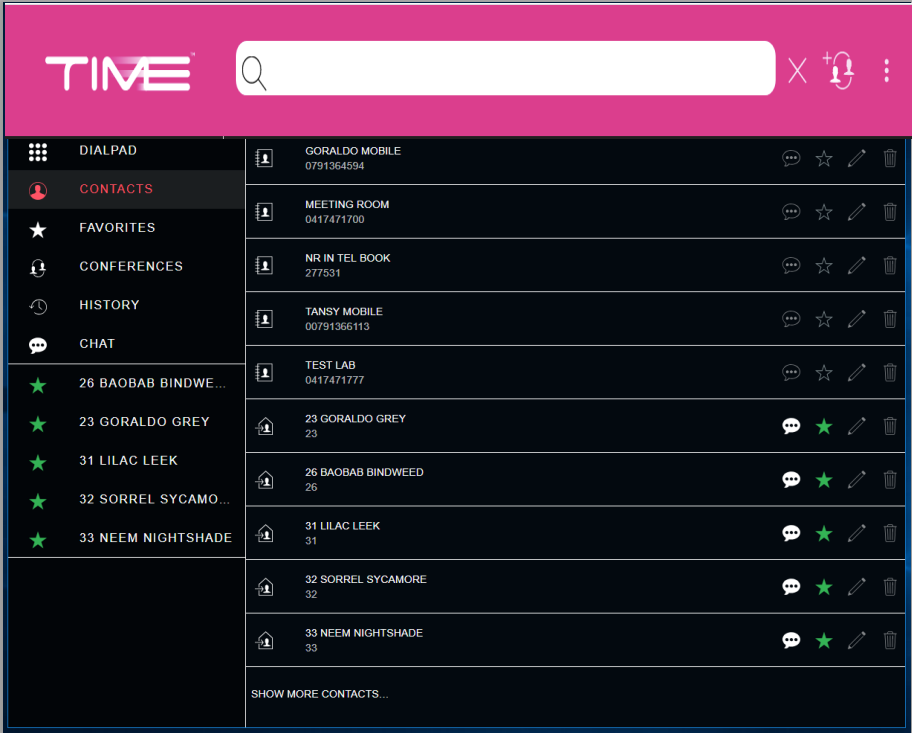 TIME
DIALPAD
CONTACTS
FAVORITES
CONFERENCES
HISTORY
CHAT
26 BAOBAB BINDWE...
23 GORALDO GREY
31 LILAC LEEK
32 SORREL SYCAMO...
33 NEEM NIGHTSHADE
GORALDO MOBILE
0791364594
MEETING ROOM
0417471700
NR IN TEL BOOK
277531
TANSY MOBILE
00791366113
TEST LAB
0417471777
23 GORALDO GREY
23
26 BAOBAB BINDWEED
26
31 LILAC LEEK
31
32 SORREL SYCAMORE
32
33 NEEM NIGHTSHADE
33
SHOW MORE CONTACTS...